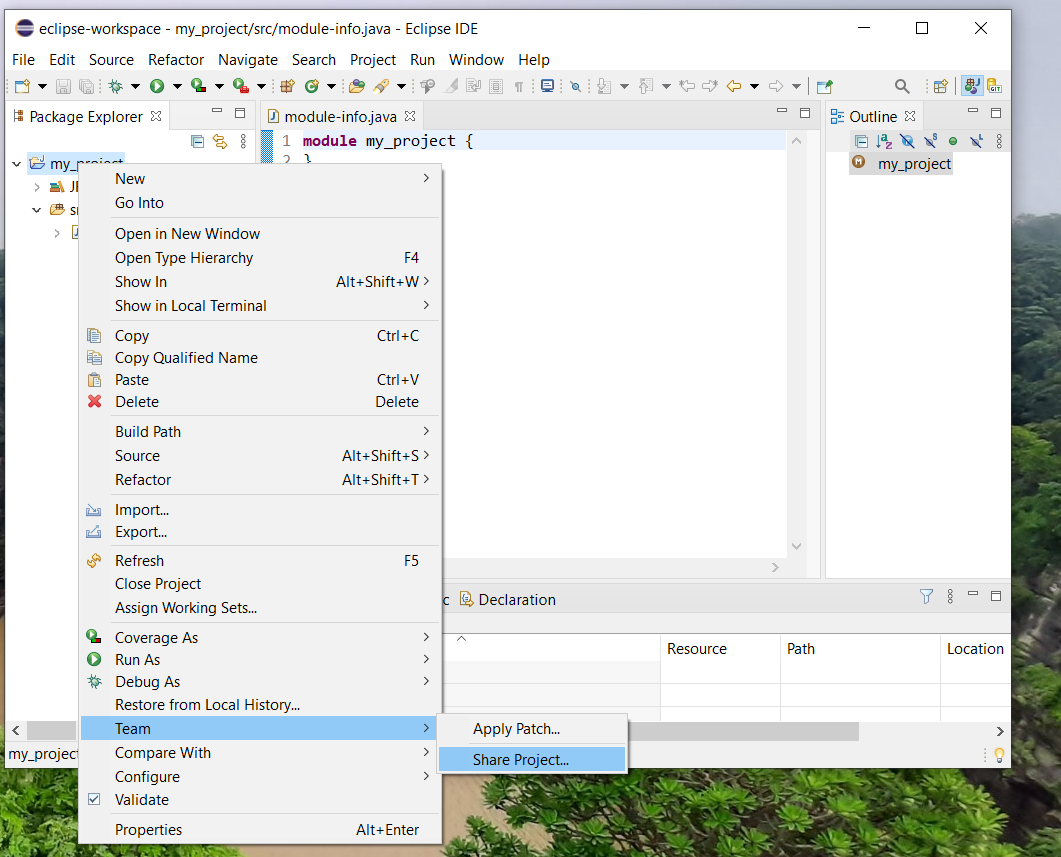 eclipse-workspace - my_project/src/module-info.java - Eclipse IDE
File Edit Source Refactor Navigate Search Project Run Window Help
Package Explorer
module-info.java
Outline
1 module my_project {
2 }
my_project
my_project
New
Go Into
Open in New Window
Open Type Hierarchy F4
Show In Alt+Shift+W
Show in Local Terminal
Copy Ctrl+C
Copy Qualified Name
Paste Ctrl+V
Delete Delete
Build Path
Source Alt+Shift+S
Refactor Alt+Shift+T
Import...
Export...
Refresh F5
Close Project
Assign Working Sets...
Coverage As
Run As
Debug As
Restore from Local History...
Team
Compare With
Configure
Validate
Properties Alt+Enter
Apply Patch...
Share Project...
Declaration
Resource Path Location
my_project